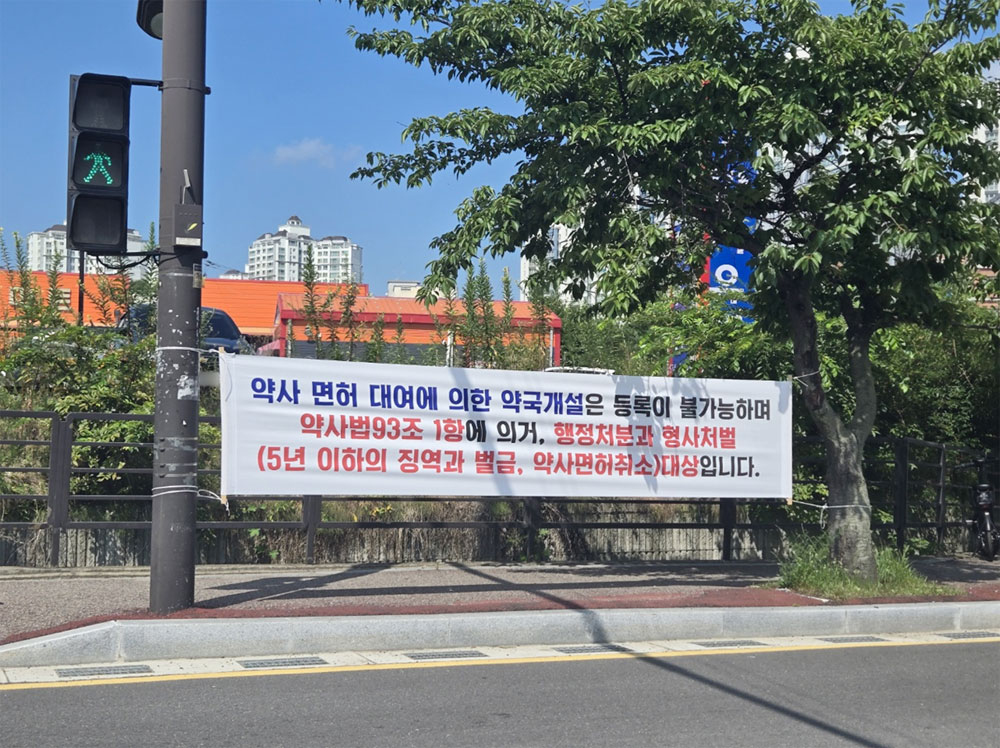 약사 면허 대여에 의한 약국개설은 등록이 불가능하며
약사법93조 1항에 의거, 행정처분과 형사처벌
(5년 이하의 징역과 벌금, 약사면허취소)대상입니다.